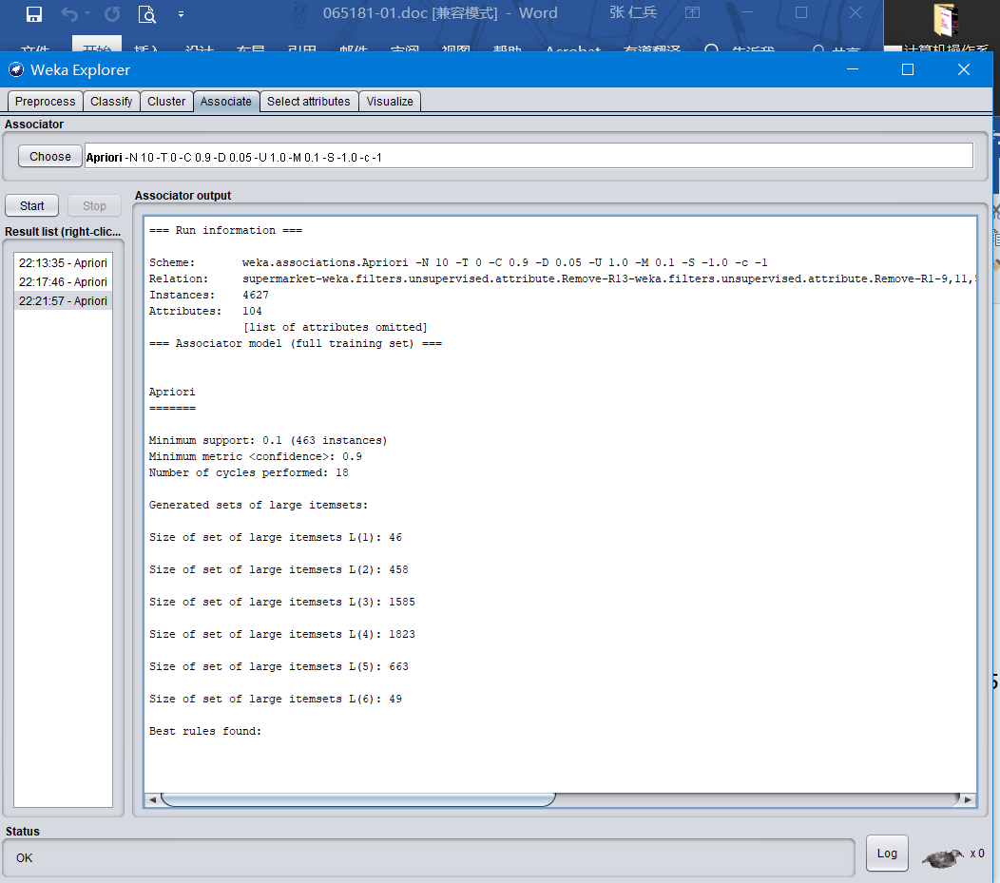 065181-01.doc [兼容模式] - Word
张 仁兵
文件 开始 插入 设计 布局 引用 邮件 审阅 视图 帮助 Acrobat 有道翻译 告诉我 共享
计算机操作系
Weka Explorer
Preprocess Classify Cluster Associate Select attributes Visualize
Associator
Choose Apriori -N 10 -T 0 -C 0.9 -D 0.05 -U 1.0 -M 0.1 -S -1.0 -c -1
Start Stop
Associator output
Result list (right-clic...
22:13:35 - Apriori
22:17:46 - Apriori
22:21:57 - Apriori
=== Run information ===
Scheme: weka.associations.Apriori -N 10 -T 0 -C 0.9 -D 0.05 -U 1.0 -M 0.1 -S -1.0 -c -1
Relation: supermarket-weka.filters.unsupervised.attribute.Remove-R13-weka.filters.unsupervised.attribute.Remove-R1-9,11,
Instances: 4627
Attributes: 104
[list of attributes omitted]
=== Associator model (full training set) ===
Apriori
=======
Minimum support: 0.1 (463 instances)
Minimum metric <confidence>: 0.9
Number of cycles performed: 18
Generated sets of large itemsets:
Size of set of large itemsets L(1): 46
Size of set of large itemsets L(2): 458
Size of set of large itemsets L(3): 1585
Size of set of large itemsets L(4): 1823
Size of set of large itemsets L(5): 663
Size of set of large itemsets L(6): 49
Best rules found:
Status
OK
Log
x 0